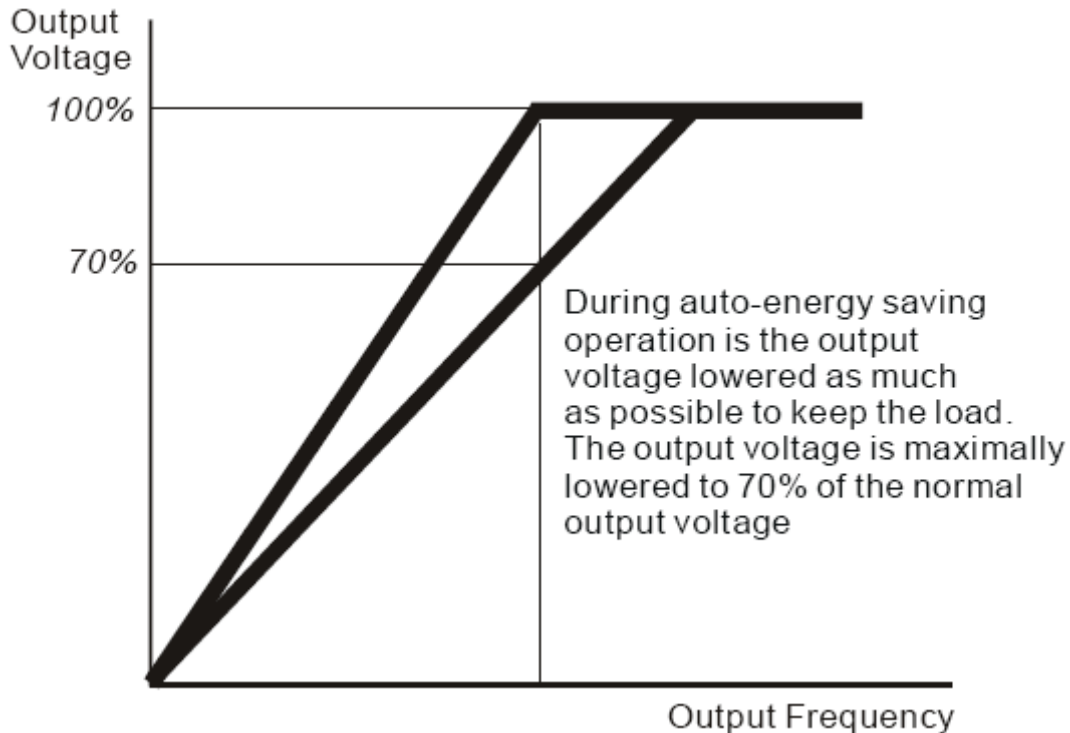 Output
Voltage
100%
70%
During auto-energy saving
operation is the output
voltage lowered as much
as possible to keep the load.
The output voltage is maximally
lowered to 70% of the normal
output voltage
Output Frequency